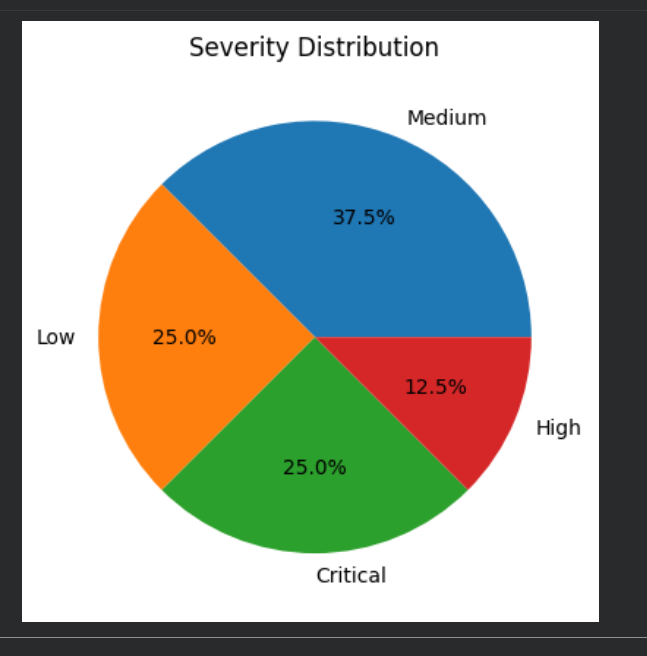 Severity Distribution
Medium
37.5%
Low
25.0%
12.5%
High
25.0%
Critical